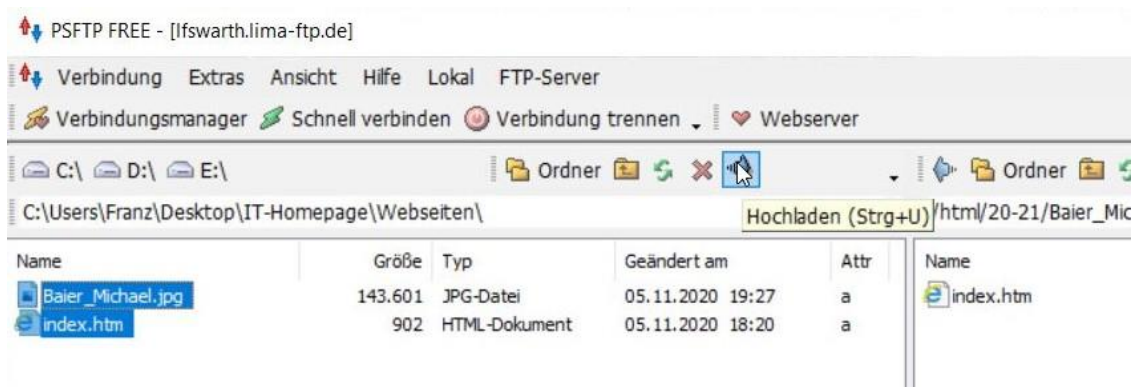 PSFTP FREE - [lfswarth.lima-ftp.de]
Verbindung Extras Ansicht Hilfe Lokal FTP-Server
Verbindungsmanager Schnell verbinden Verbindung trennen Webserver
C:\ D:\ E:\ Ordner Ordner
C:\Users\Franz\Desktop\IT-Homepage\Webseiten\ Hochladen (Strg+U) /html/20-21/Baier_Mic
Name Größe Typ Geändert am Attr Name
Baier_Michael.jpg 143.601 JPG-Datei 05.11.2020 19:27 a index.htm
index.htm 902 HTML-Dokument 05.11.2020 18:20 a